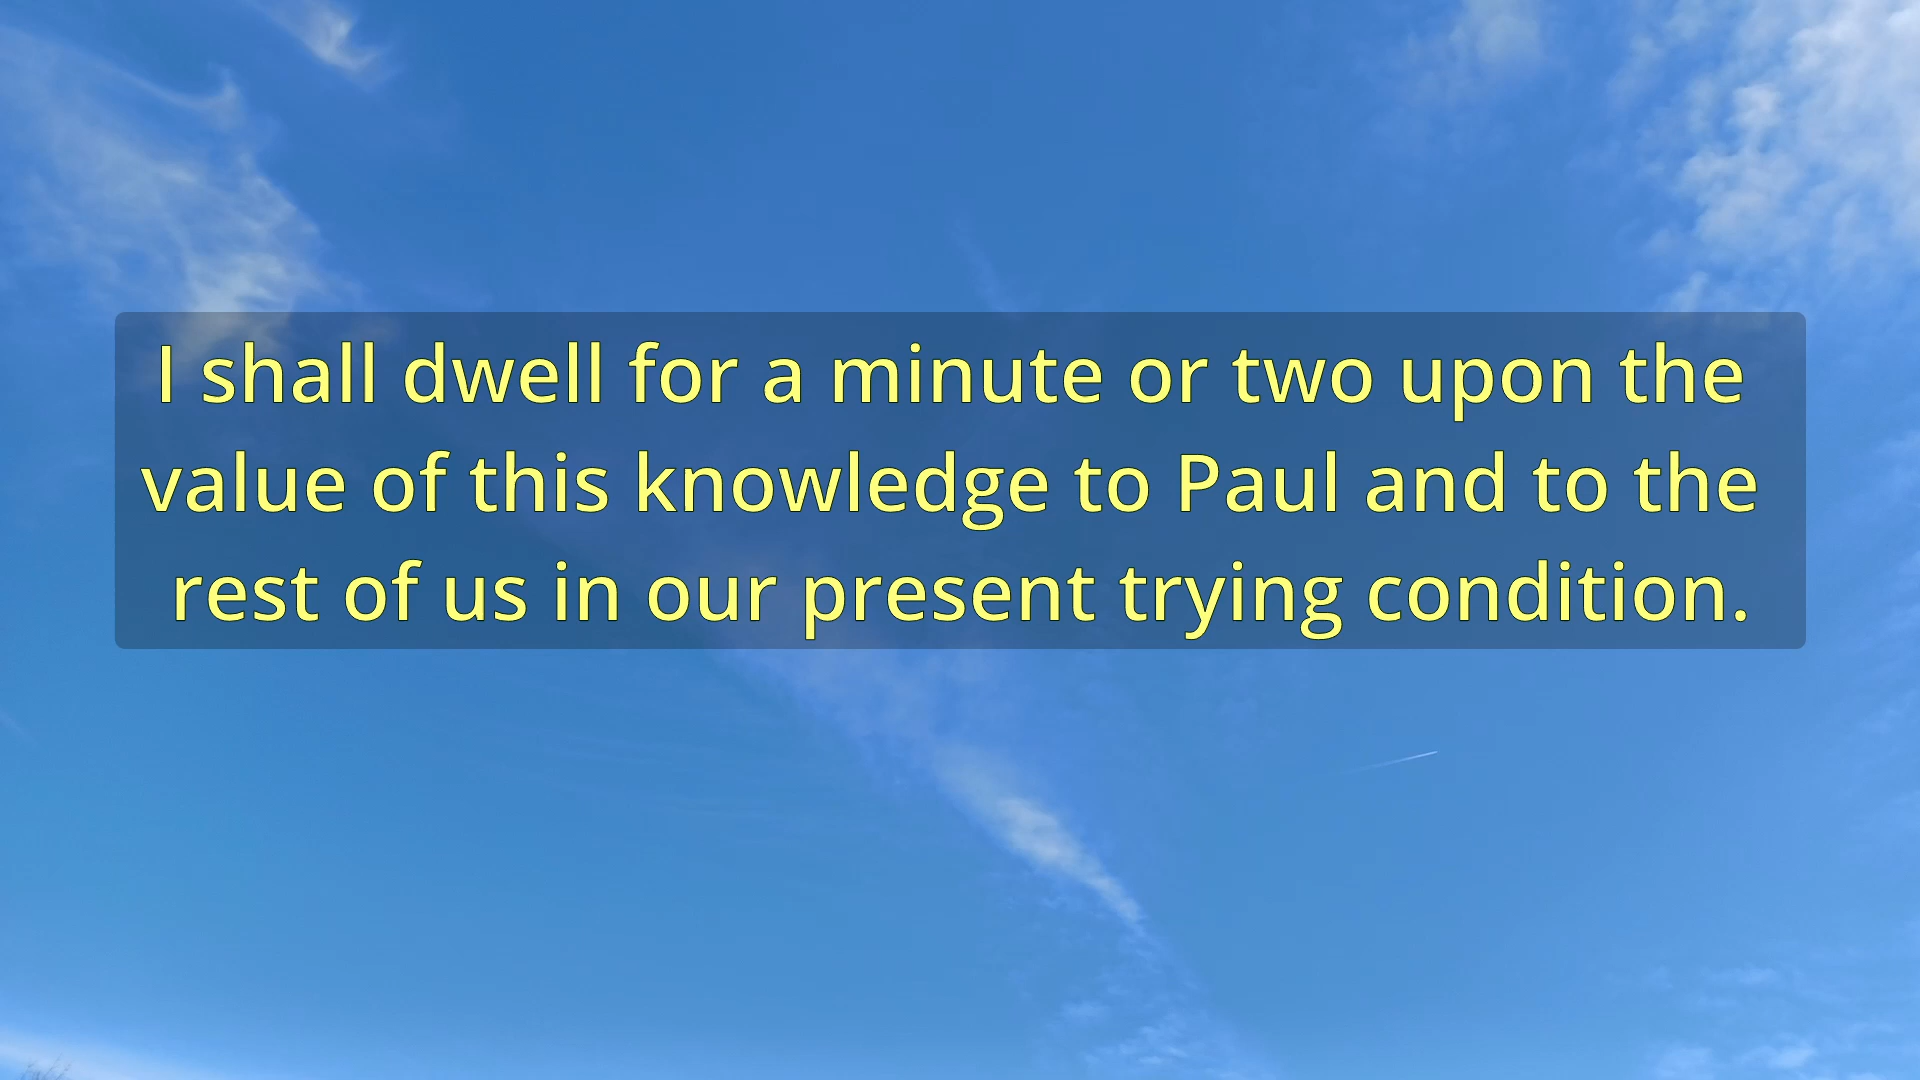 I shall dwell for a minute or two upon the
value of this knowledge to Paul and to the
rest of us in our present trying condition.